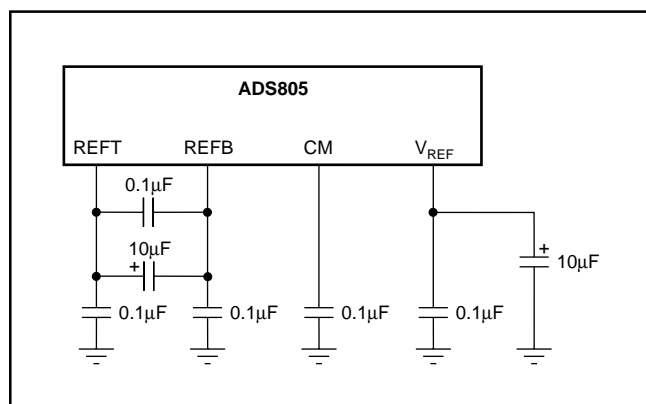 ADS805
REFT REFB CM VREF
0.1µF
+ 10µF
+ 10µF
0.1µF 0.1µF 0.1µF 0.1µF